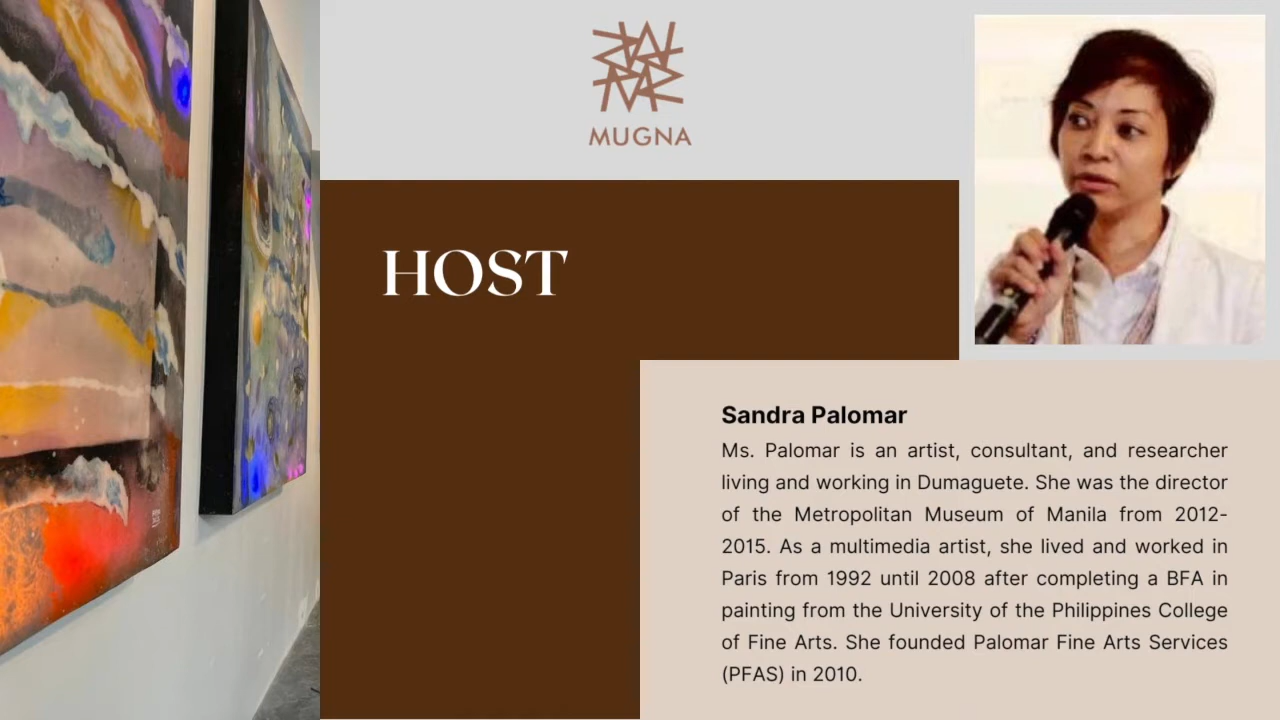 MUGNA
HOST
Sandra Palomar
Ms. Palomar is an artist, consultant, and researcher
living and working in Dumaguete. She was the director
of the Metropolitan Museum of Manila from 2012-
2015. As a multimedia artist, she lived and worked in
Paris from 1992 until 2008 after completing a BFA in
painting from the University of the Philippines College
of Fine Arts. She founded Palomar Fine Arts Services
(PFAS) in 2010.